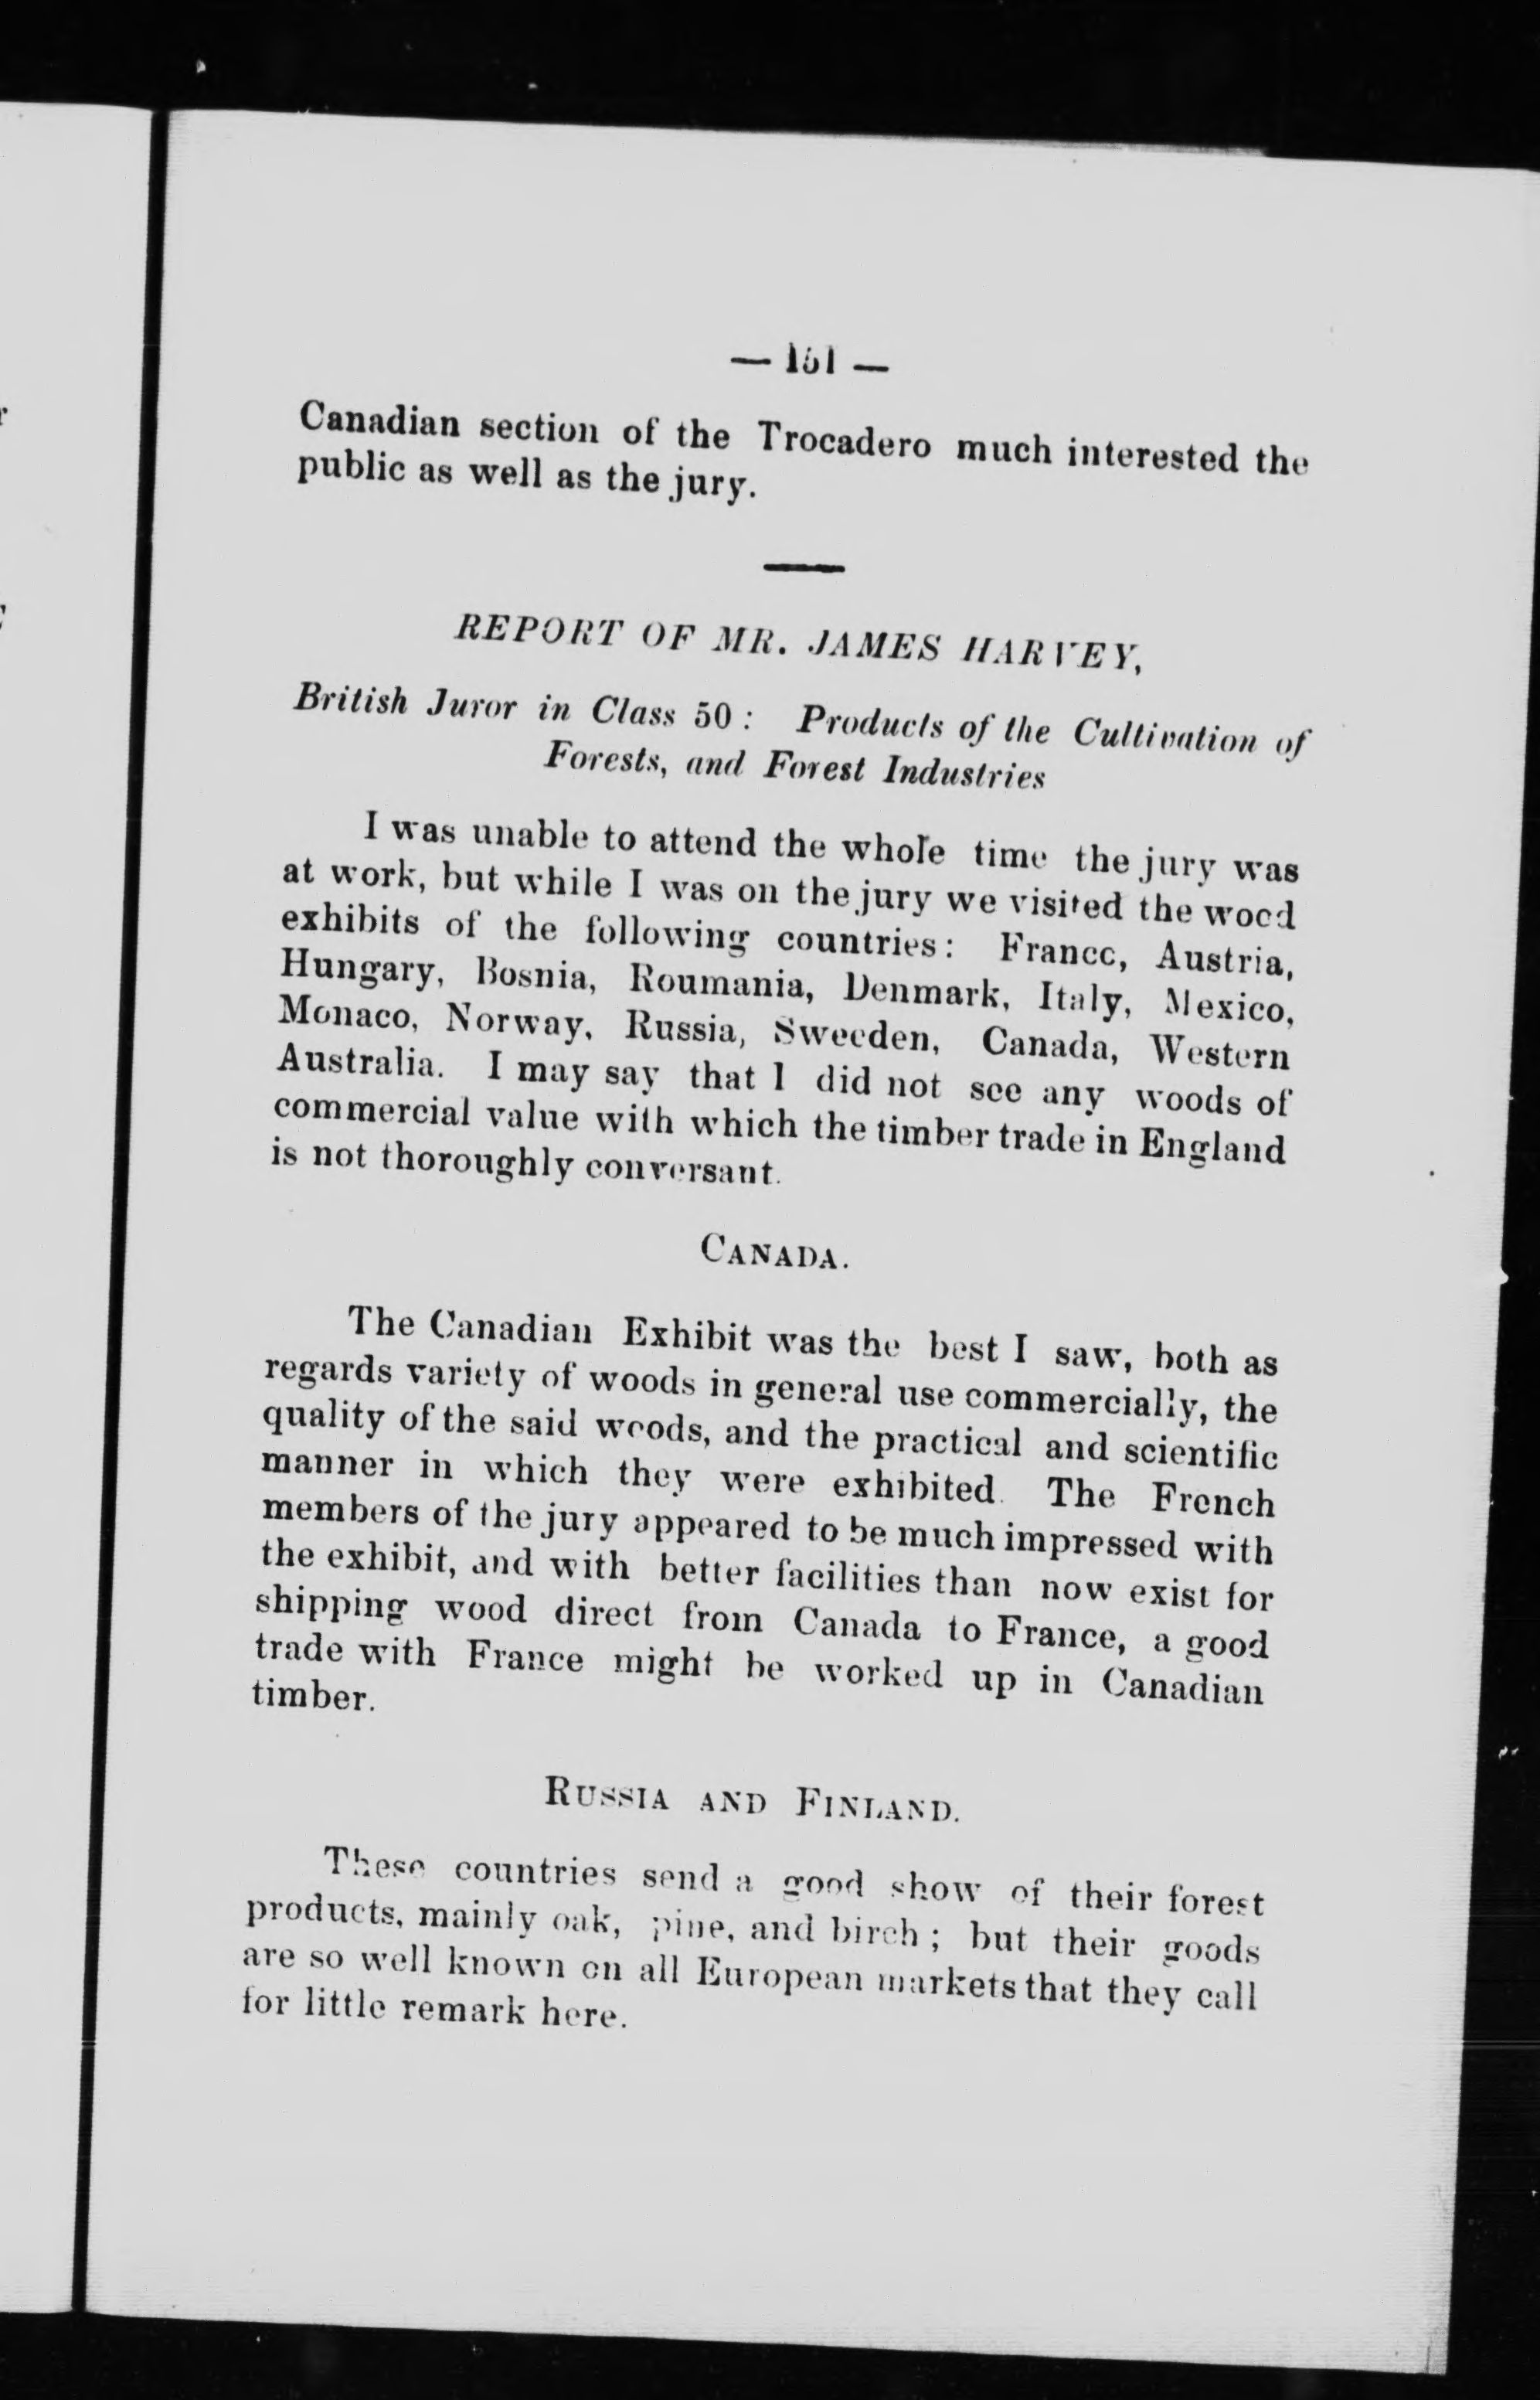 — 151 —
Canadian section of the Trocadero much interested the
public as well as the jury.
REPORT OF MR. JAMES HARVEY,
British Juror in Class 50 : Products of the Cultivation of
Forests, and Forest Industries
I was unable to attend the whole time the jury was
at work, but while I was on the jury we visited the wood
exhibits of the following countries: France, Austria,
Hungary, Bosnia, Roumania, Denmark, Italy, Mexico,
Monaco, Norway, Russia, Sweeden, Canada, Western
Australia. I may say that I did not see any woods of
commercial value with which the timber trade in England
is not thoroughly conversant.
CANADA.
The Canadian Exhibit was the best I saw, both as
regards variety of woods in general use commercially, the
quality of the said woods, and the practical and scientific
manner in which they were exhibited. The French
members of the jury appeared to be much impressed with
the exhibit, and with better facilities than now exist for
shipping wood direct from Canada to France, a good
trade with France might be worked up in Canadian
timber.
RUSSIA AND FINLAND.
These countries send a good show of their forest
products, mainly oak, pine, and birch ; but their goods
are so well known on all European markets that they call
for little remark here.